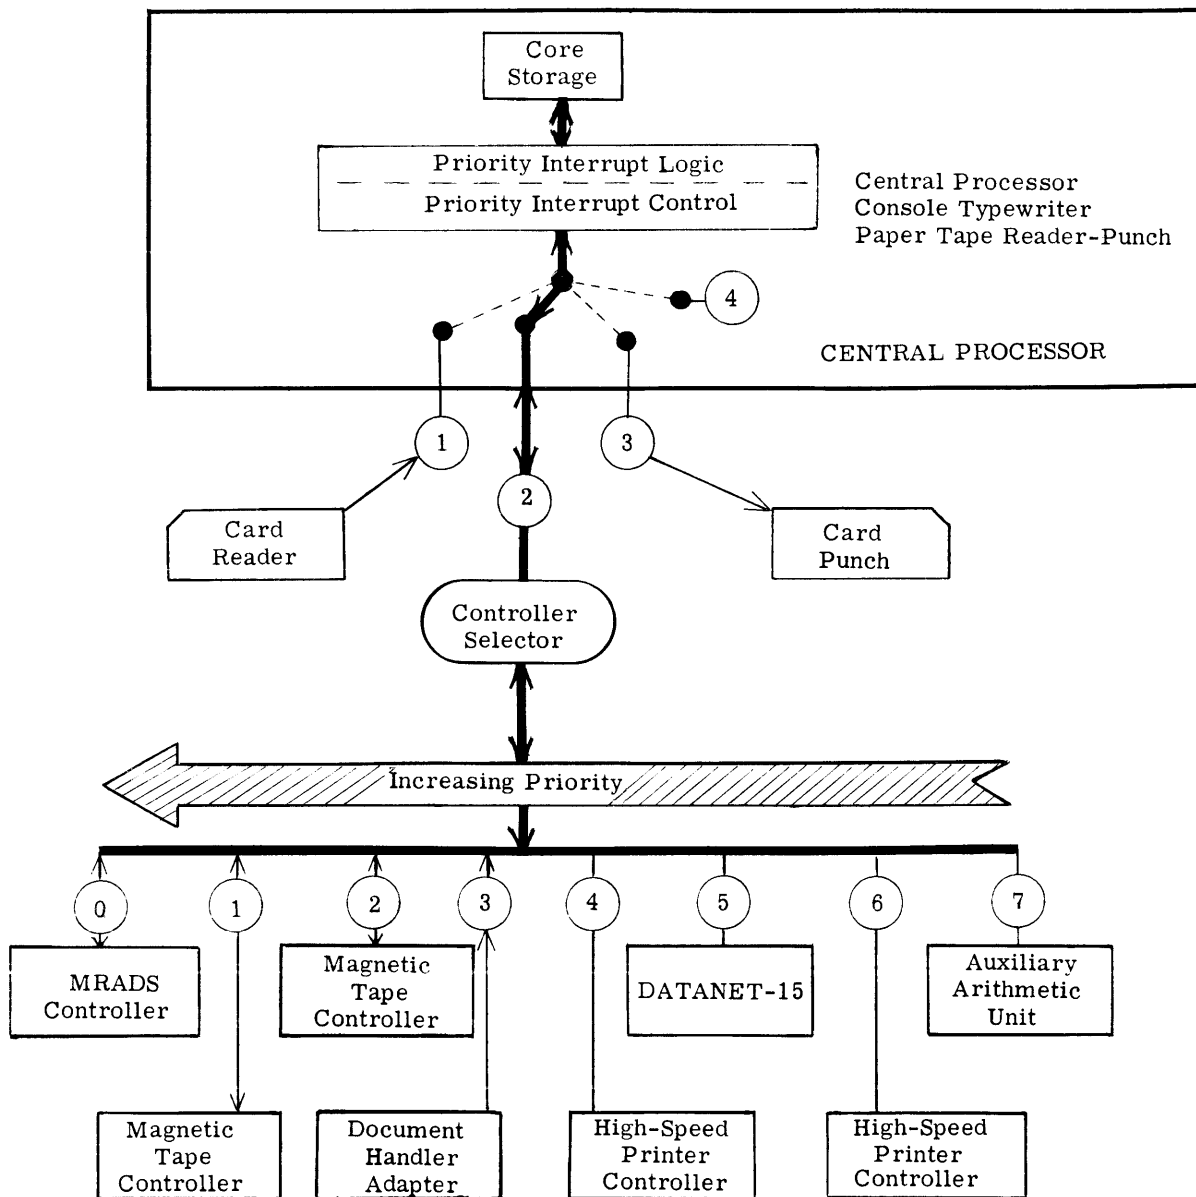 Core
Storage
Priority Interrupt Logic
Priority Interrupt Control
Central Processor
Console Typewriter
Paper Tape Reader-Punch
4
CENTRAL PROCESSOR
1
3
2
Card
Reader
Card
Punch
Controller
Selector
Increasing Priority
0
1
2
3
4
5
6
7
MRADS
Controller
Magnetic
Tape
Controller
DATANET-15
Auxiliary
Arithmetic
Unit
Magnetic
Tape
Controller
Document
Handler
Adapter
High-Speed
Printer
Controller
High-Speed
Printer
Controller